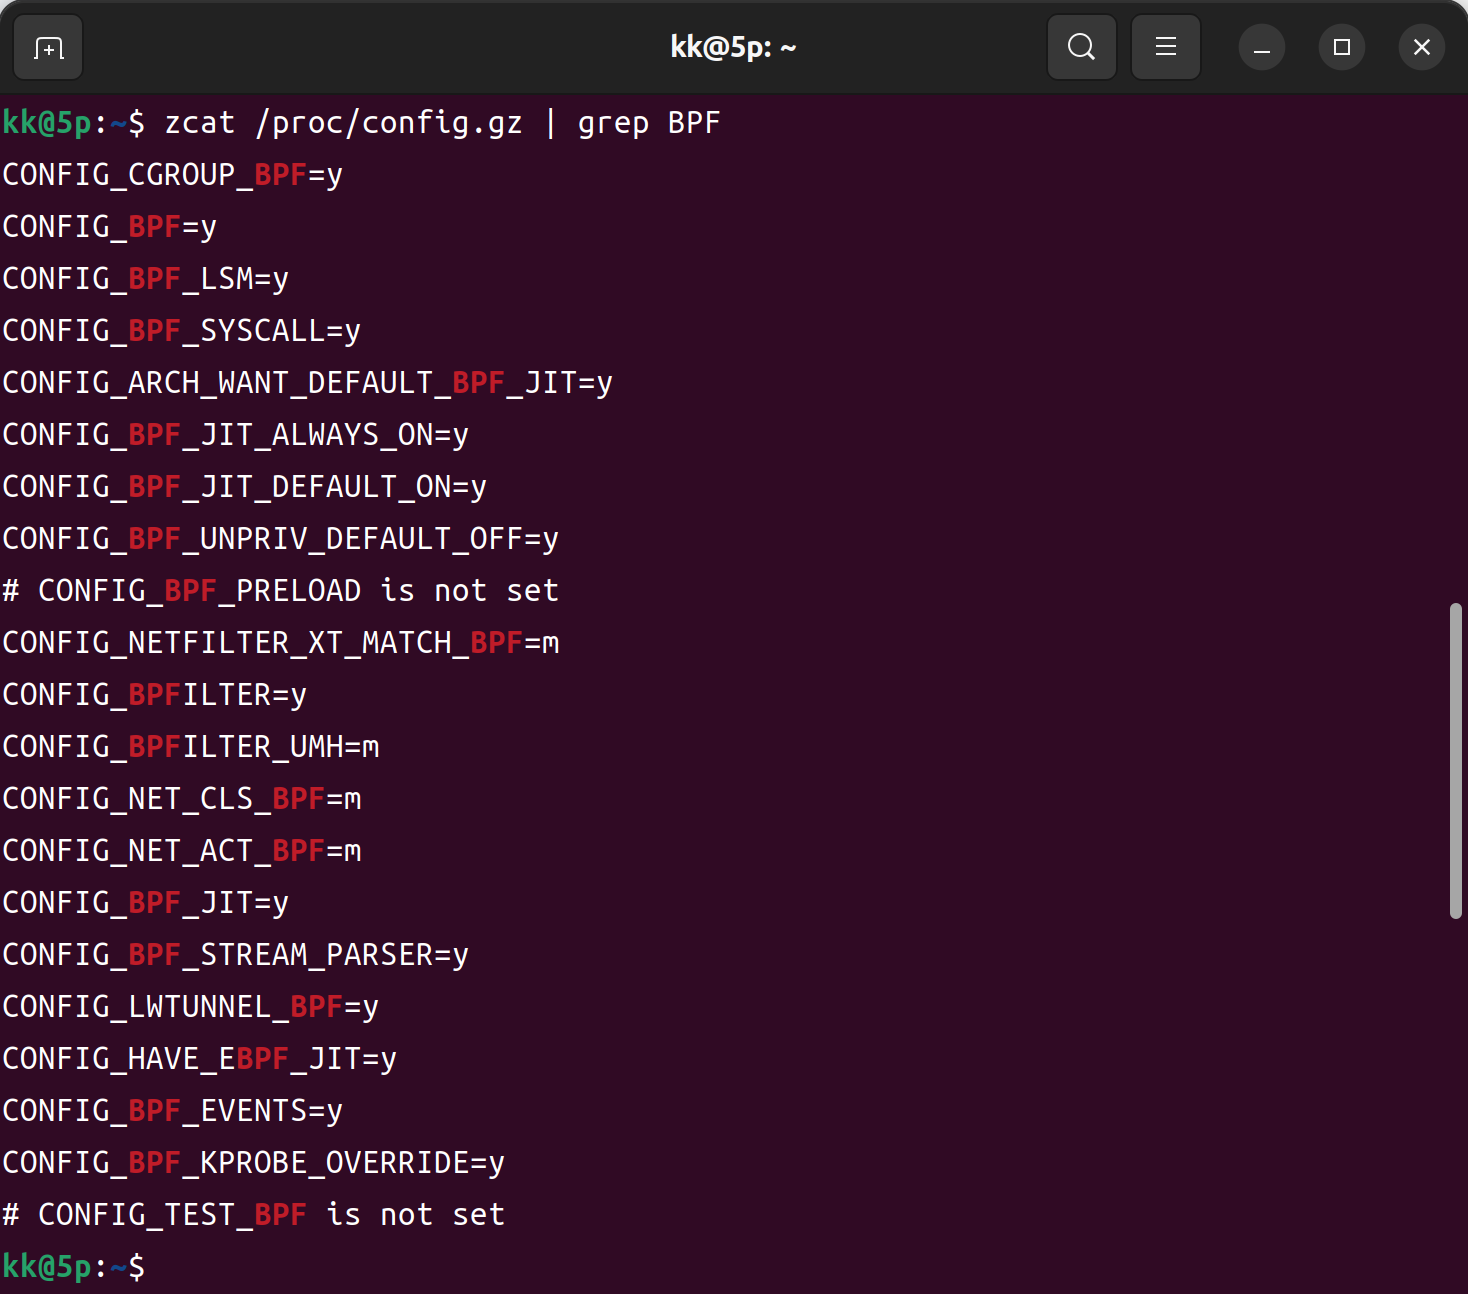 kk@5p: ~
kk@5p:~$ zcat /proc/config.gz | grep BPF
CONFIG_CGROUP_BPF=y
CONFIG_BPF=y
CONFIG_BPF_LSM=y
CONFIG_BPF_SYSCALL=y
CONFIG_ARCH_WANT_DEFAULT_BPF_JIT=y
CONFIG_BPF_JIT_ALWAYS_ON=y
CONFIG_BPF_JIT_DEFAULT_ON=y
CONFIG_BPF_UNPRIV_DEFAULT_OFF=y
# CONFIG_BPF_PRELOAD is not set
CONFIG_NETFILTER_XT_MATCH_BPF=m
CONFIG_BPFILTER=y
CONFIG_BPFILTER_UMH=m
CONFIG_NET_CLS_BPF=m
CONFIG_NET_ACT_BPF=m
CONFIG_BPF_JIT=y
CONFIG_BPF_STREAM_PARSER=y
CONFIG_LWTUNNEL_BPF=y
CONFIG_HAVE_EBPF_JIT=y
CONFIG_BPF_EVENTS=y
CONFIG_BPF_KPROBE_OVERRIDE=y
# CONFIG_TEST_BPF is not set
kk@5p:~$